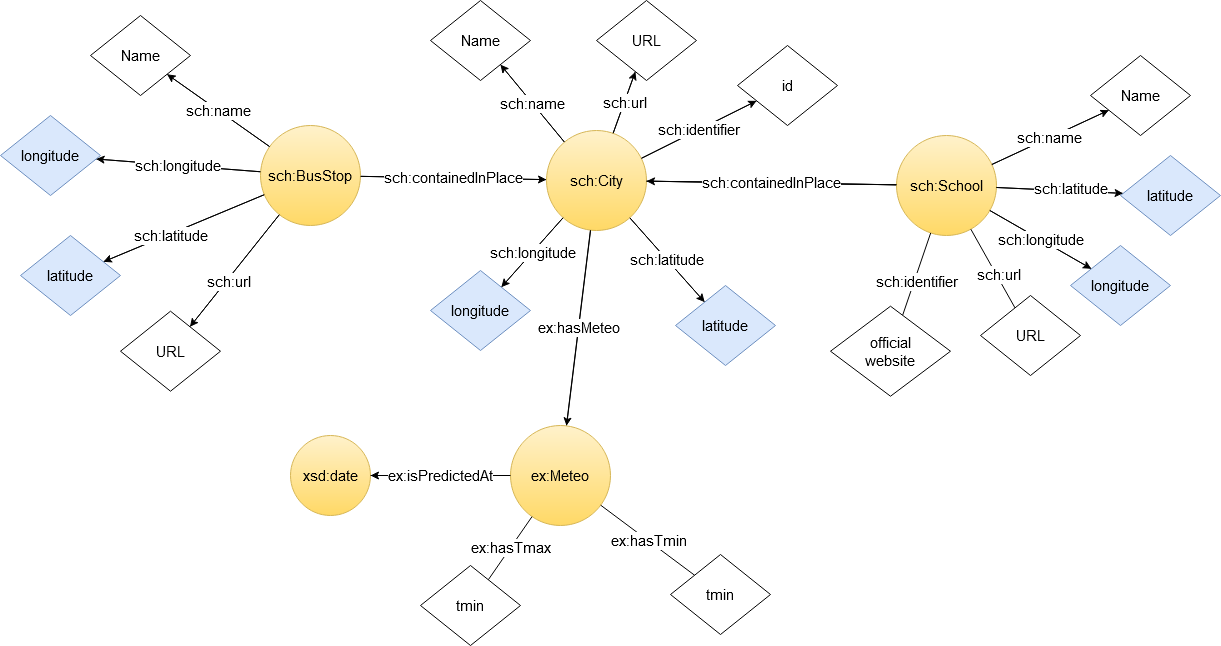 Name
URL
Name
id
Name
sch:name
sch:name
sch:url
sch:identifier
sch:name
longitude
sch:longitude
sch:BusStop
sch:containedInPlace
sch:City
sch:containedInPlace
sch:School
sch:latitude
latitude
sch:latitude
latitude
sch:url
URL
sch:longitude
longitude
sch:latitude
latitude
sch:longitude
longitude
sch:identifier
official
website
sch:url
URL
ex:hasMeteo
xsd:date
ex:isPredictedAt
ex:Meteo
ex:hasTmax
tmin
ex:hasTmin
tmin